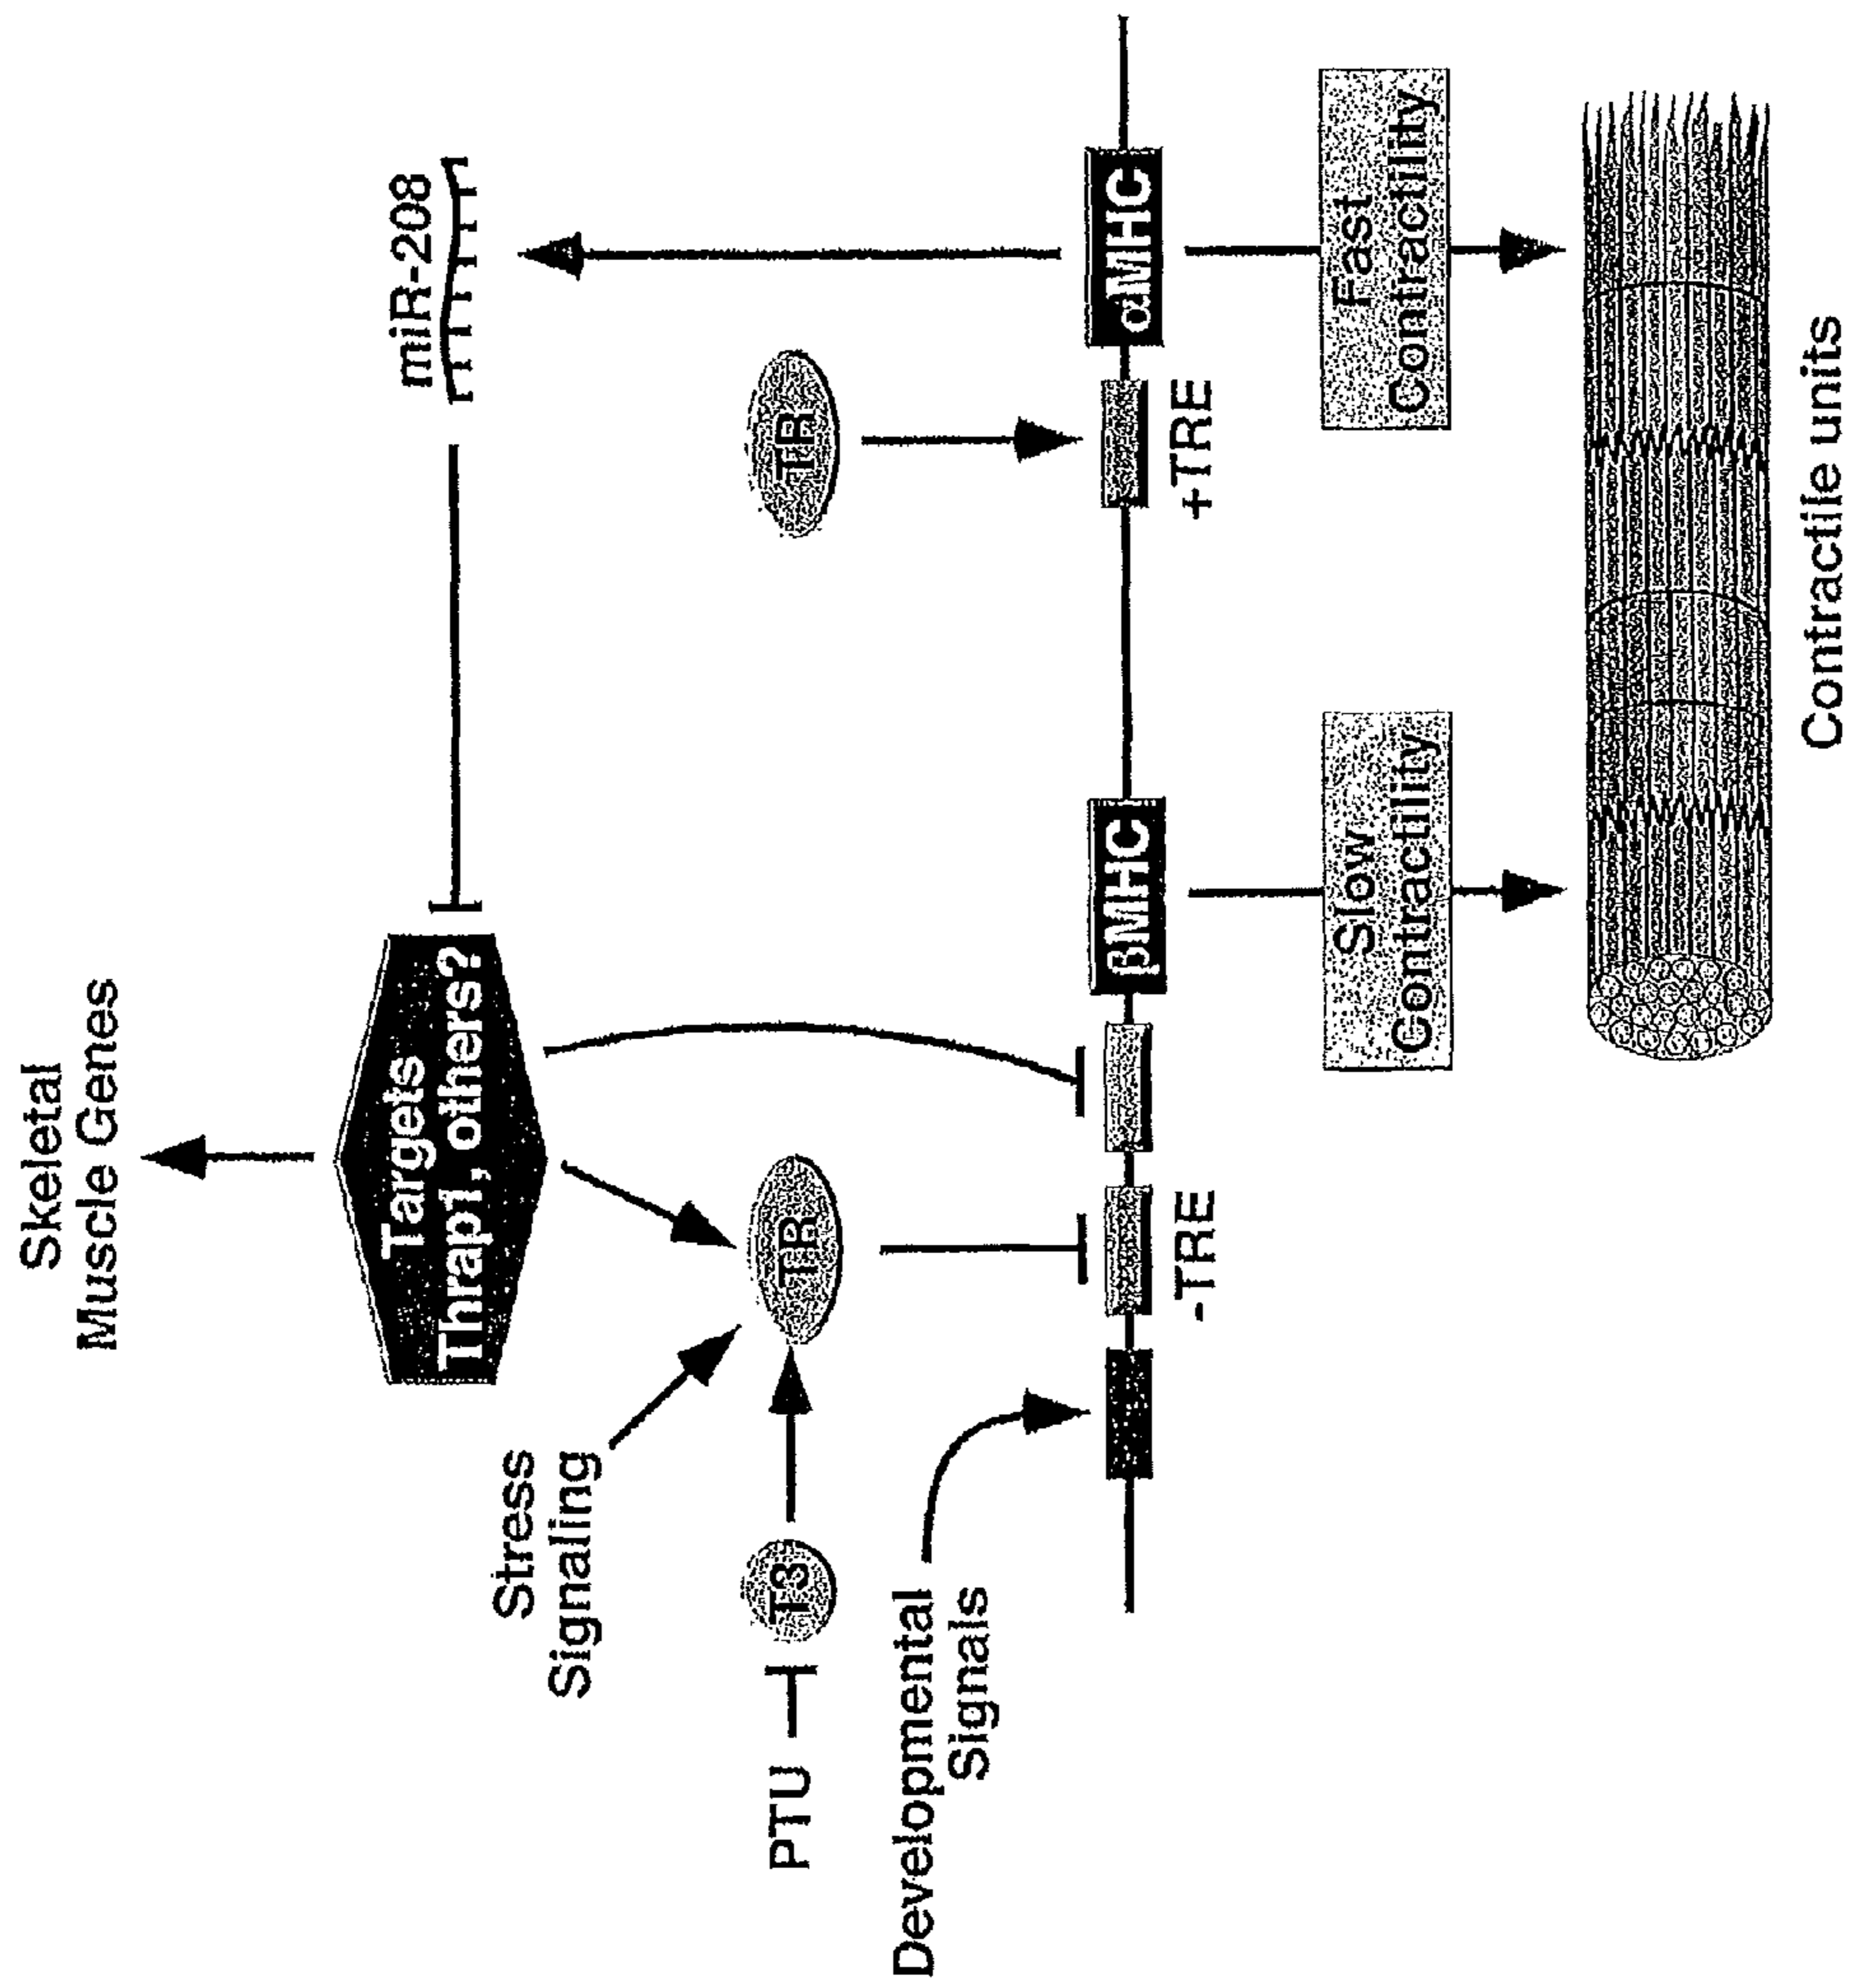 Skeletal
Muscle Genes
Targets
Thrap1, others?
miR-208
Stress
Signaling
PTU
T3
TR
TR
Developmental
Signals
-TRE
βMHC
+TRE
αMHC
Slow
Contractility
Fast
Contractility
Contractile units